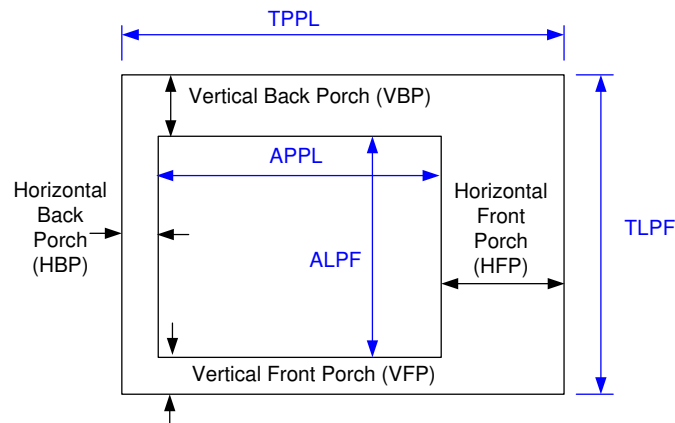 TPPL
Vertical Back Porch (VBP)
APPL
Horizontal
Back
Porch
(HBP)
Horizontal
Front
Porch
(HFP)
TLPF
ALPF
Vertical Front Porch (VFP)